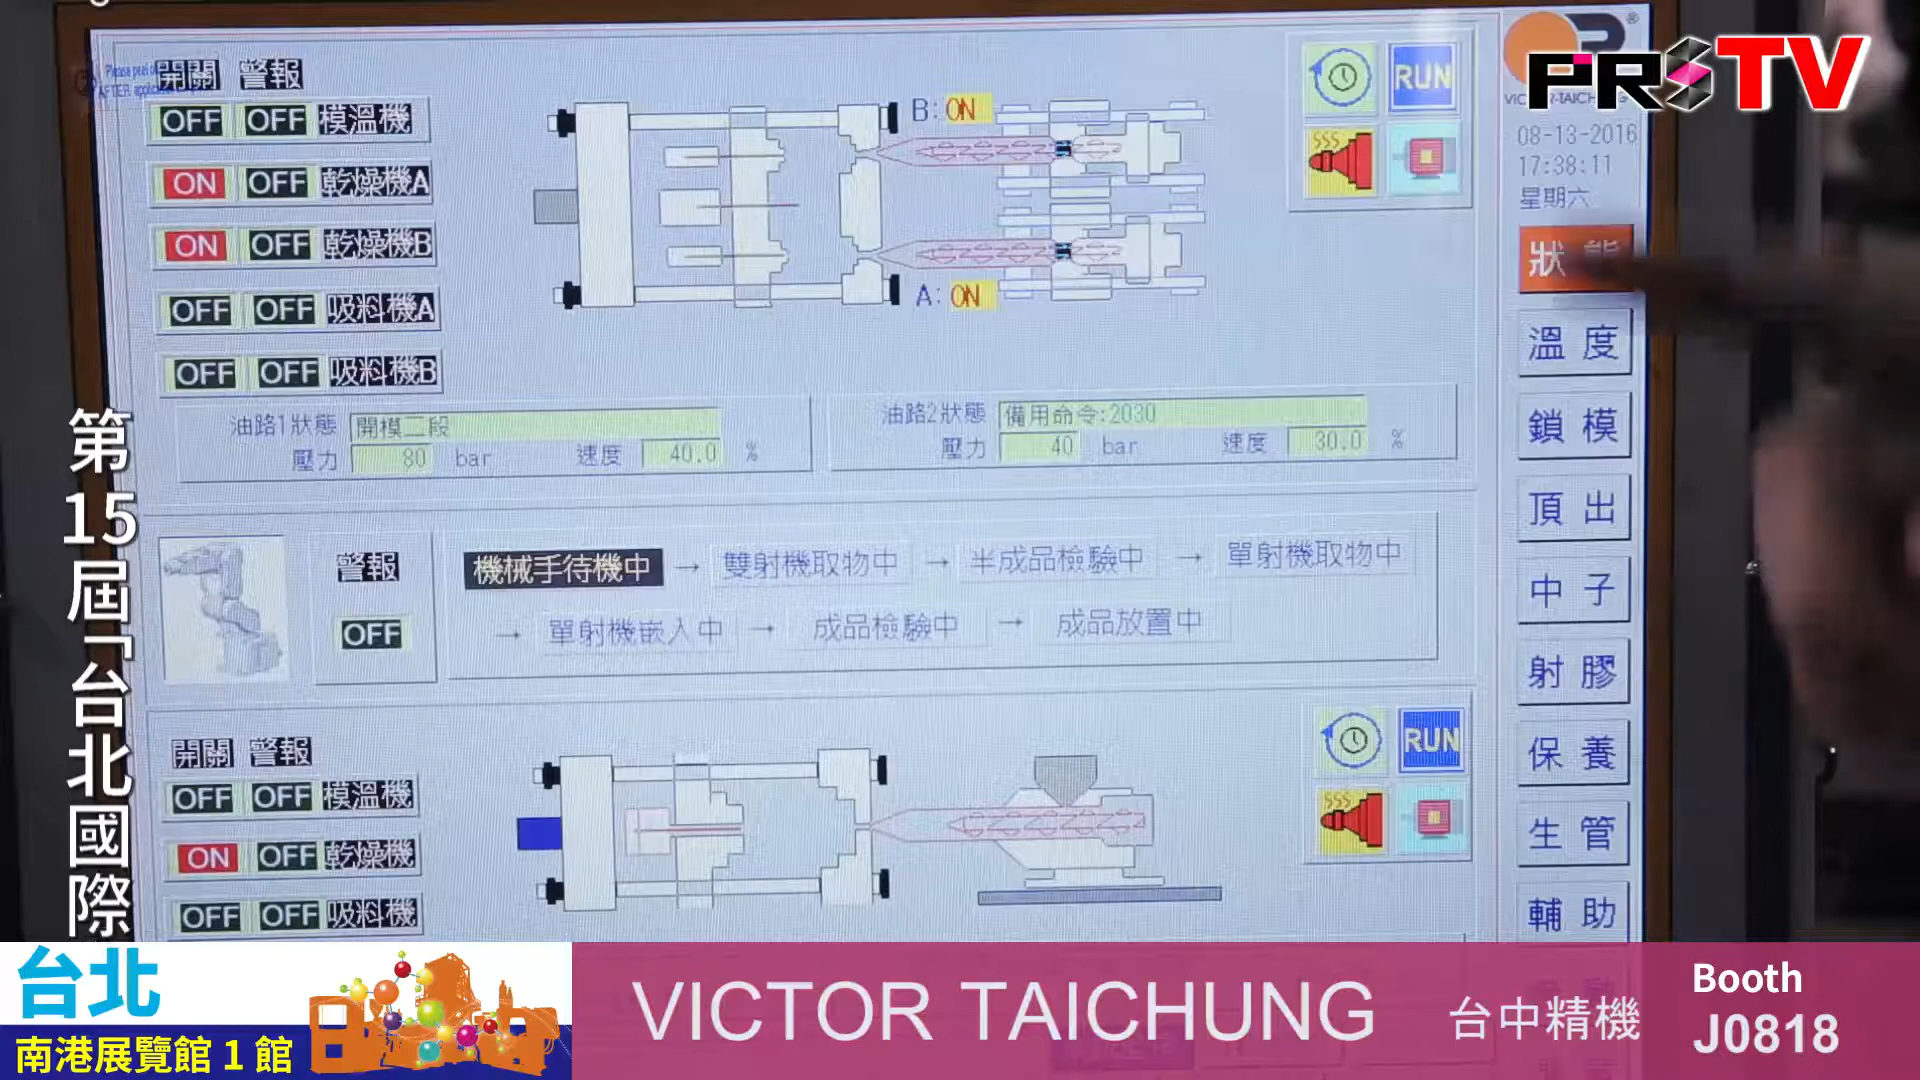 PRSTV
開關 警報
OFF OFF 模溫機
ON OFF 乾燥機A
ON OFF 乾燥機B
OFF OFF 吸料機A
OFF OFF 吸料機B
B: ON
A: ON
RUN
08-13-2016
17:38:11
星期六
狀態
溫度
鎖模
頂出
中子
射膠
保養
生管
輔助
油路1狀態 開模二段
壓力 80 bar 速度 40.0 %
油路2狀態 備用命令:2030
壓力 40 bar 速度 30.0 %
警報
OFF
機械手待機中 → 雙射機取物中 → 半成品檢驗中 → 單射機取物中
→ 單射機嵌入中 → 成品檢驗中 → 成品放置中
開關 警報
OFF OFF 模溫機
ON OFF 乾燥機
OFF OFF 吸料機
RUN
第15屆「台北國際
台北
南港展覽館1館
VICTOR TAICHUNG 台中精機
Booth
J0818